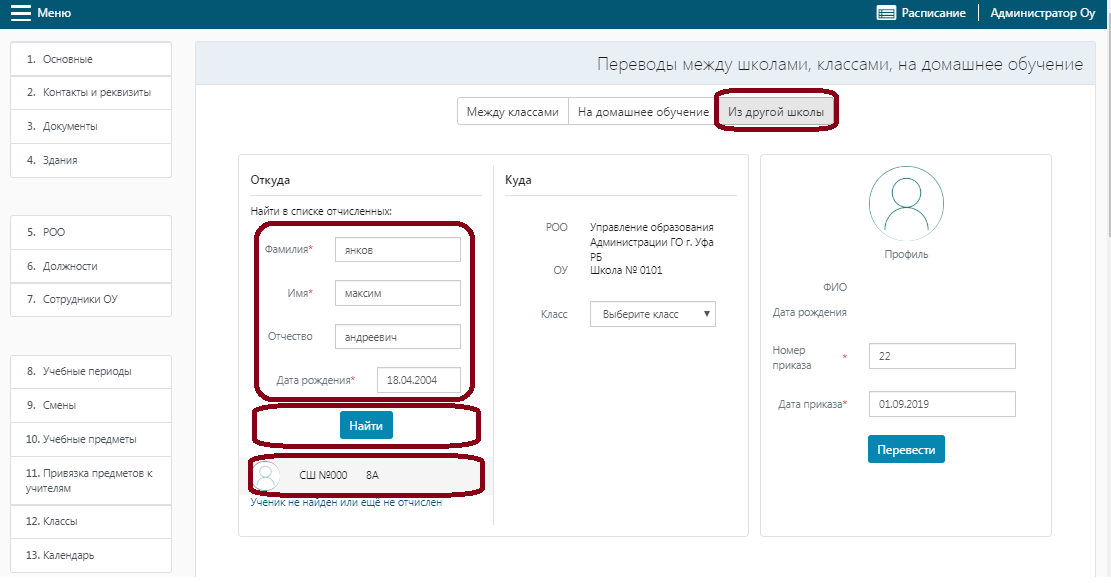 Меню
Расписание
Администратор Оу
1. Основные
2. Контакты и реквизиты
3. Документы
4. Здания
5. РОО
6. Должности
7. Сотрудники ОУ
8. Учебные периоды
9. Смены
10. Учебные предметы
11. Привязка предметов к
учителям
12. Классы
13. Календарь
Переводы между школами, классами, на домашнее обучение
Между классами
На домашнее обучение
Из другой школы
Откуда
Найти в списке отчисленных:
Фамилия*
янков
Имя*
максим
Отчество
андреевич
Дата рождения*
18.04.2004
Найти
СШ №000 8А
Ученик не найден или ещё не отчислен
Куда
РОО
Управление образования
Администрации ГО г. Уфа
РБ
ОУ
Школа № 0101
Класс
Выберите класс
Профиль
ФИО
Дата рождения
Номер
приказа *
22
Дата приказа*
01.09.2019
Перевести